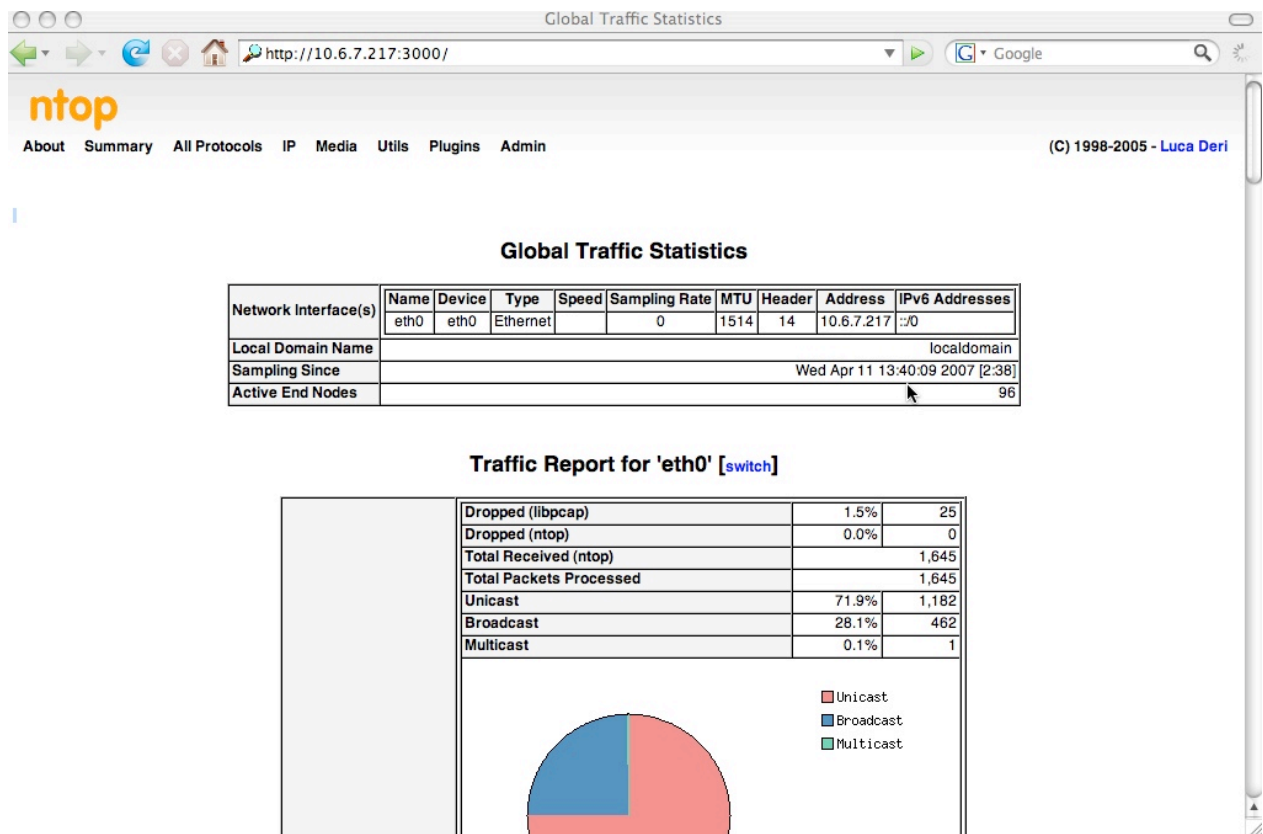 Global Traffic Statistics
http://10.6.7.217:3000/ G Google
ntop
About Summary All Protocols IP Media Utils Plugins Admin (C) 1998-2005 - Luca Deri
Global Traffic Statistics
Network Interface(s) Name Device Type Speed Sampling Rate MTU Header Address IPv6 Addresses
eth0 eth0 Ethernet 0 1514 14 10.6.7.217 ::/0
Local Domain Name localdomain
Sampling Since Wed Apr 11 13:40:09 2007 [2:38]
Active End Nodes 96
Traffic Report for 'eth0' [switch]
Dropped (libpcap) 1.5% 25
Dropped (ntop) 0.0% 0
Total Received (ntop) 1,645
Total Packets Processed 1,645
Unicast 71.9% 1,182
Broadcast 28.1% 462
Multicast 0.1% 1
Unicast
Broadcast
Multicast